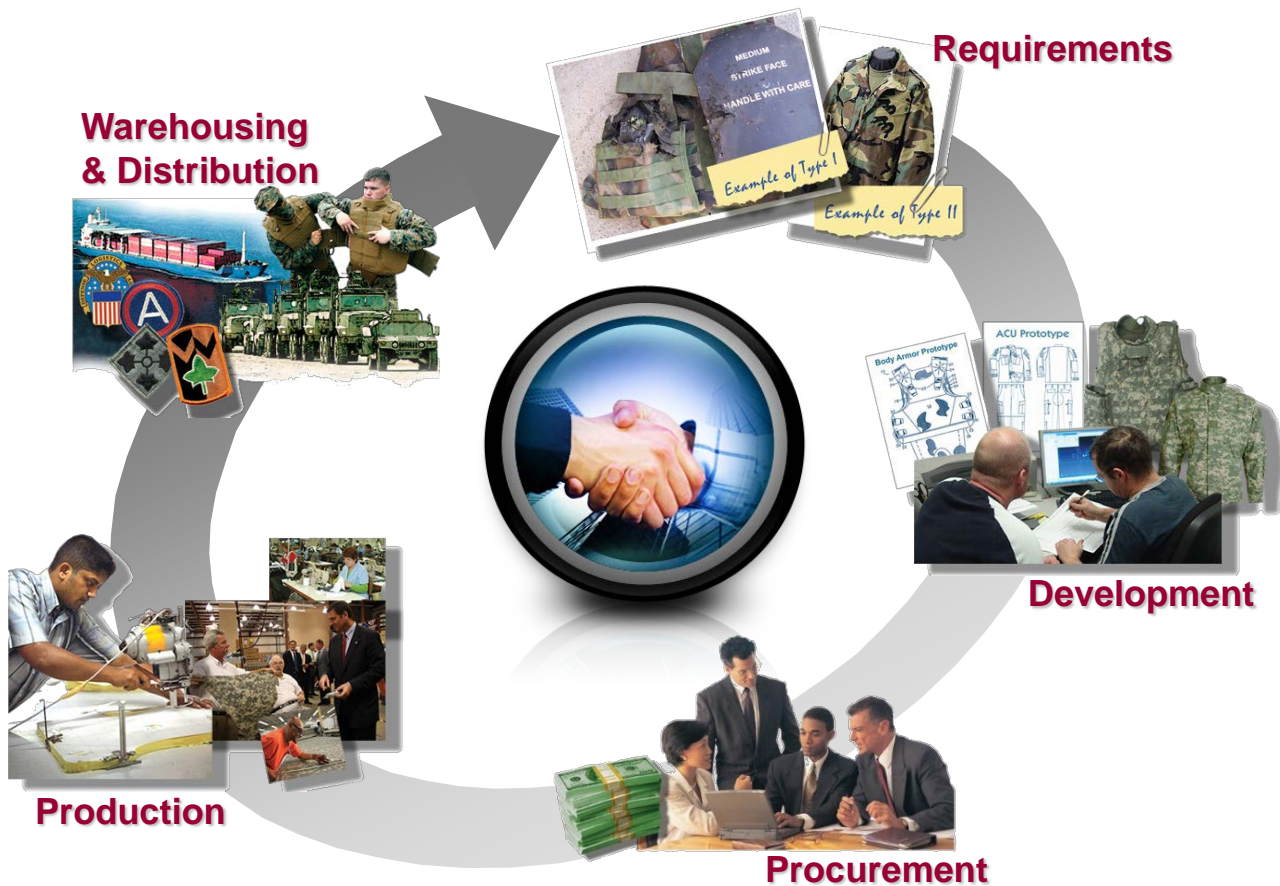 Requirements
MEDIUM
STRIKE FACE
HANDLE WITH CARE
Example of Type I
Example of Type II
Warehousing
& Distribution
LOGISTICS
A
Body Armor Prototype
ACU Prototype
Development
Production
Procurement